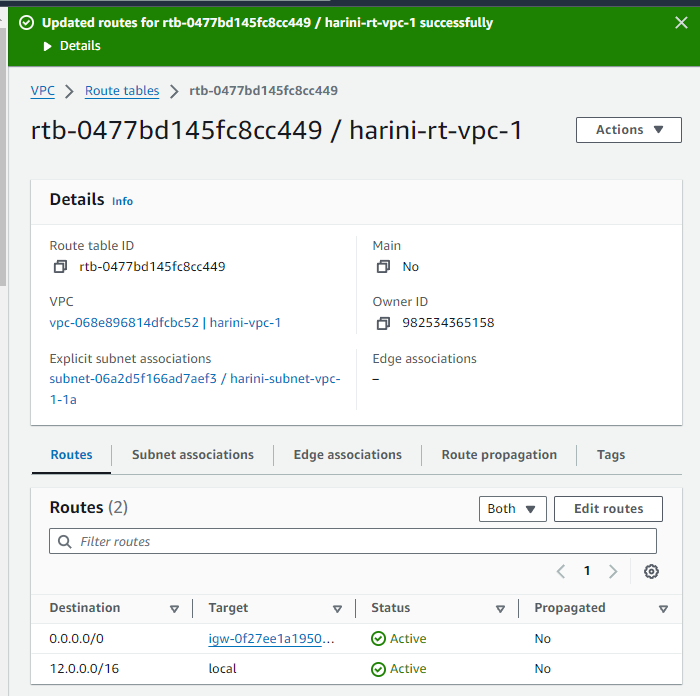 Updated routes for rtb-0477bd145fc8cc449 / harini-rt-vpc-1 successfully
Details
VPC > Route tables > rtb-0477bd145fc8cc449
rtb-0477bd145fc8cc449 / harini-rt-vpc-1
Actions
Details Info
Route table ID
rtb-0477bd145fc8cc449
Main
No
VPC
vpc-068e896814dfcbc52 | harini-vpc-1
Owner ID
982534365158
Explicit subnet associations
subnet-06a2d5f166ad7aef3 / harini-subnet-vpc-
1-1a
Edge associations
–
Routes Subnet associations Edge associations Route propagation Tags
Routes (2)
Both Edit routes
Filter routes
1
Destination Target Status Propagated
0.0.0.0/0 igw-0f27ee1a1950... Active No
12.0.0.0/16 local Active No